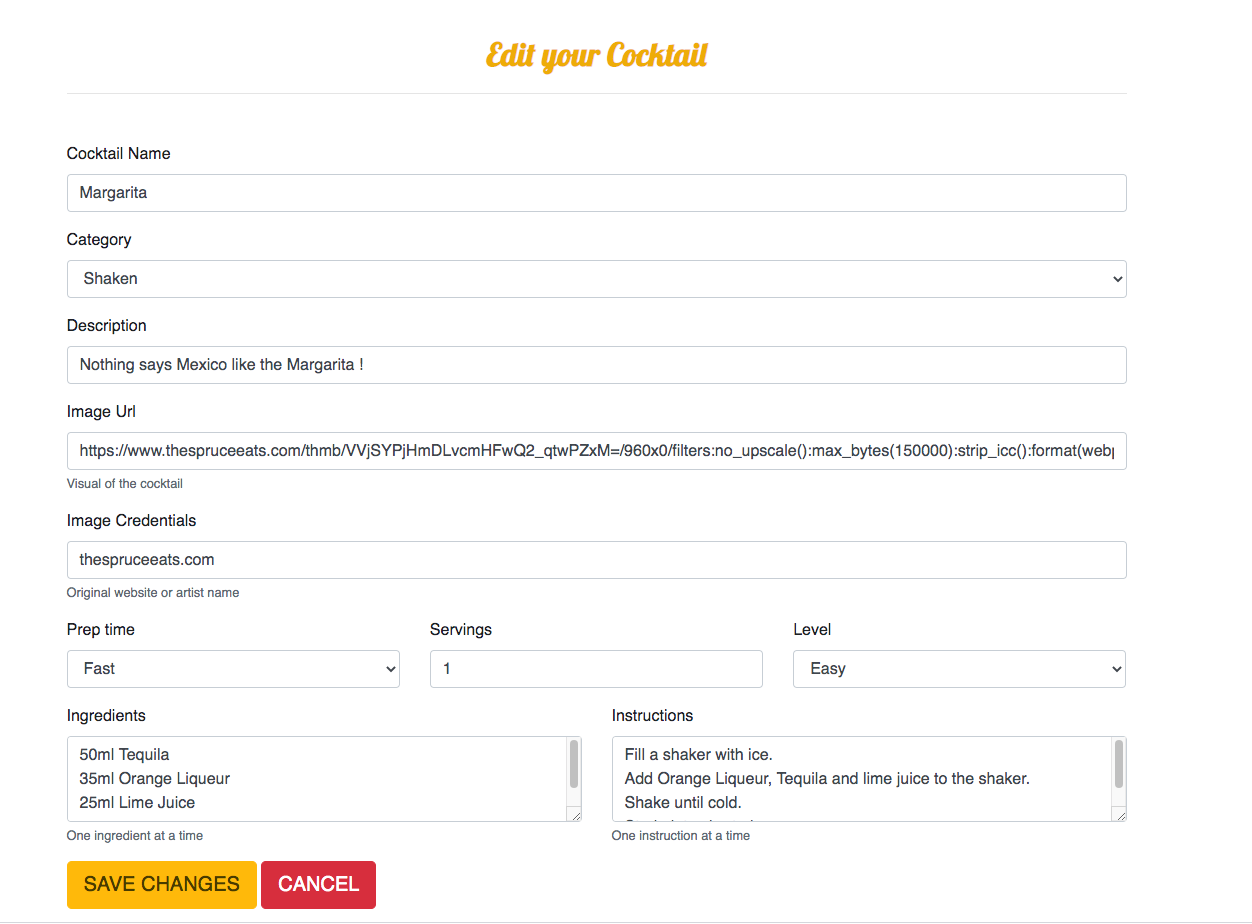 Edit your Cocktail
Cocktail Name
Margarita
Category
Shaken
Description
Nothing says Mexico like the Margarita !
Image Url
https://www.thespruceeats.com/thmb/VVjSYPjHmDLvcmHFwQ2_qtwPZxM=/960x0/filters:no_upscale():max_bytes(150000):strip_icc():format(web
Visual of the cocktail
Image Credentials
thespruceeats.com
Original website or artist name
Prep time
Servings
Level
Fast
1
Easy
Ingredients
50ml Tequila
35ml Orange Liqueur
25ml Lime Juice
One ingredient at a time
Instructions
Fill a shaker with ice.
Add Orange Liqueur, Tequila and lime juice to the shaker.
Shake until cold.
One instruction at a time
SAVE CHANGES
CANCEL